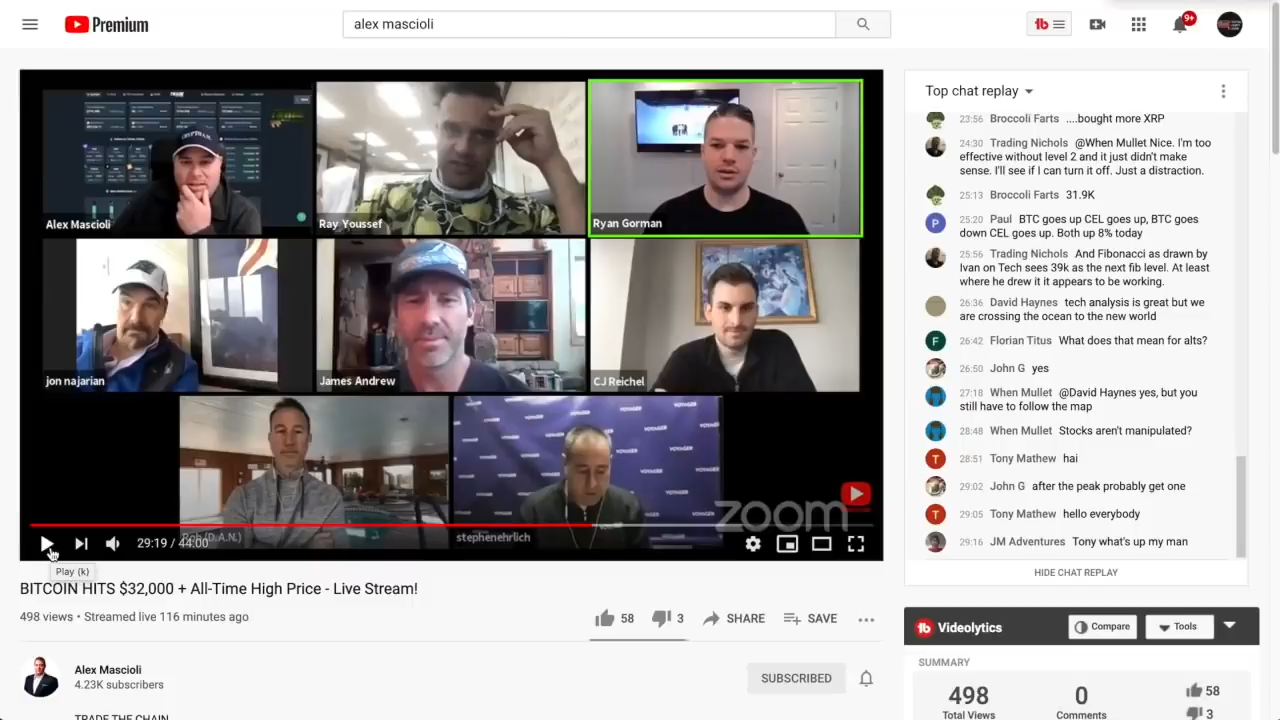 Premium
alex mascioli
9+
Alex Mascioli
Ray Youssef
Ryan Gorman
jon najarian
James Andrew
CJ Reichel
VOYAGER
Rob (D.A.N.)
stephenehrlich
zoom
29:19 / 44:00
Play (k)
BITCOIN HITS $32,000 + All-Time High Price - Live Stream!
498 views • Streamed live 116 minutes ago
58
3
SHARE
SAVE
Alex Mascioli
4.23K subscribers
SUBSCRIBED
TRADE THE CHAIN
Top chat replay
23:56 Broccoli Farts ....bought more XRP
24:30 Trading Nichols @When Mullet Nice. I'm too
effective without level 2 and it just didn't make
sense. I'll see if I can turn it off. Just a distraction.
25:13 Broccoli Farts 31.9K
P
25:20 Paul BTC goes up CEL goes up, BTC goes
down CEL goes up. Both up 8% today
25:56 Trading Nichols And Fibonacci as drawn by
Ivan on Tech sees 39k as the next fib level. At least
where he drew it it appears to be working.
26:36 David Haynes tech analysis is great but we
are crossing the ocean to the new world
F
26:42 Florian Titus What does that mean for alts?
26:50 John G yes
27:18 When Mullet @David Haynes yes, but you
still have to follow the map
28:48 When Mullet Stocks aren't manipulated?
T
28:51 Tony Mathew hai
29:02 John G after the peak probably get one
T
29:05 Tony Mathew hello everybody
29:16 JM Adventures Tony what's up my man
HIDE CHAT REPLAY
Videolytics
Compare
Tools
SUMMARY
498
Total Views
0
Comments
58
3